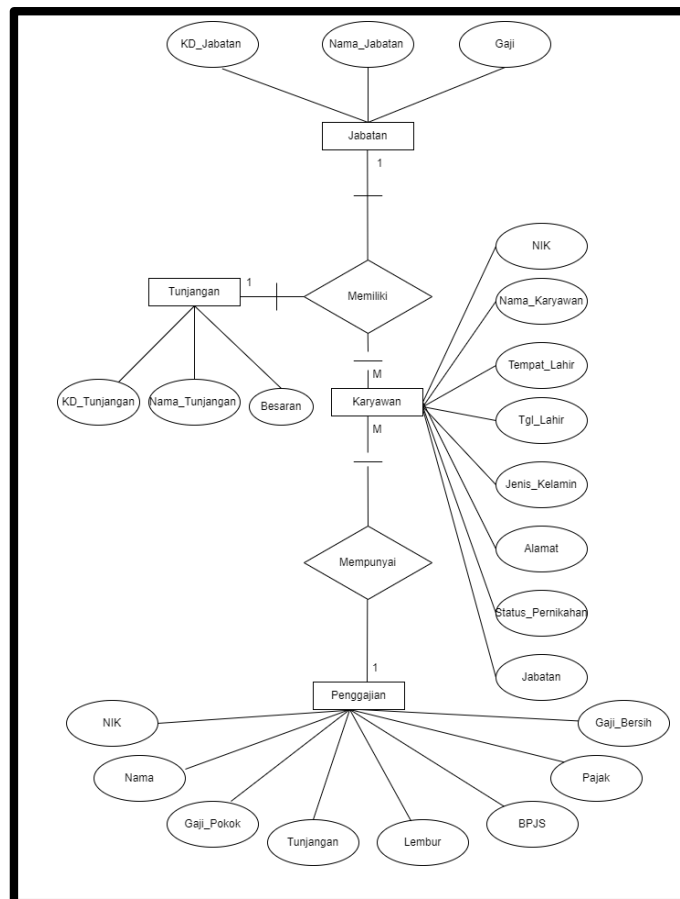 KD_Jabatan
Nama_Jabatan
Gaji
Jabatan
1
NIK
Tunjangan
1
Memiliki
Nama_Karyawan
Tempat_Lahir
M
KD_Tunjangan
Nama_Tunjangan
Besaran
Karyawan
Tgl_Lahir
M
Jenis_Kelamin
Alamat
Mempunyai
Status_Pernikahan
1
Jabatan
Penggajian
NIK
Gaji_Bersih
Nama
Pajak
Gaji_Pokok
BPJS
Tunjangan
Lembur